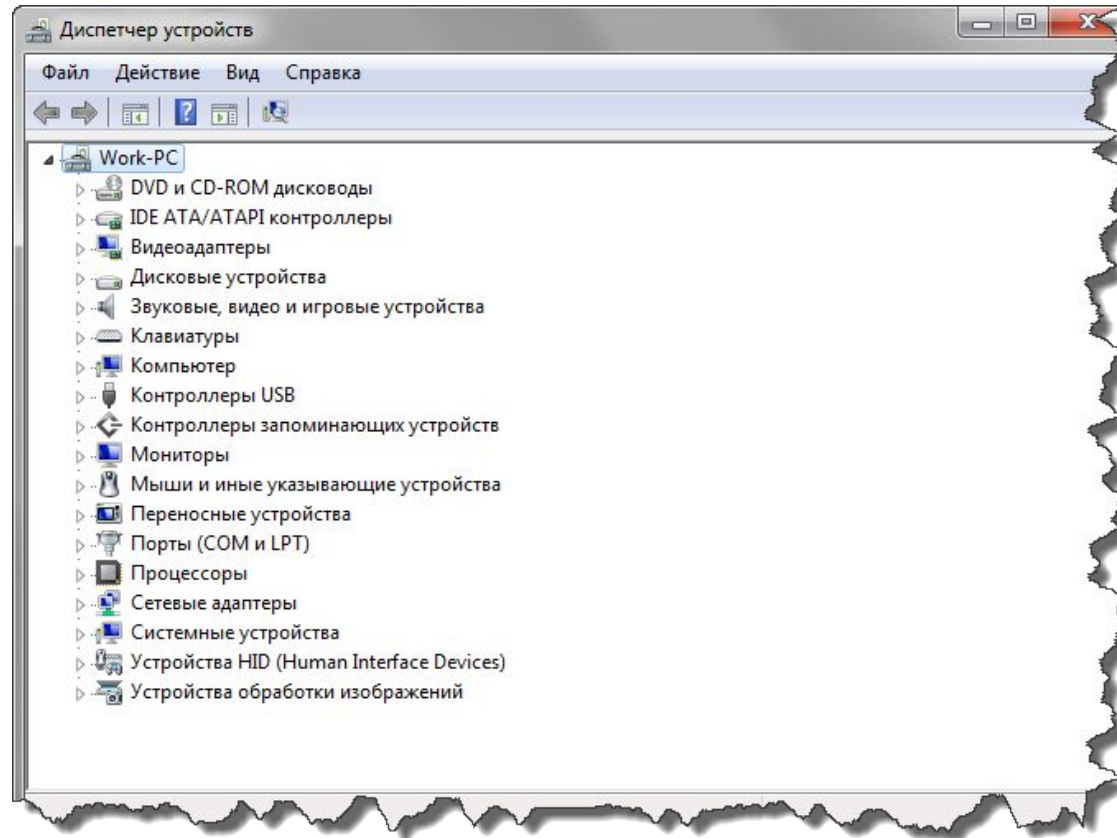 Диспетчер устройств
Файл Действие Вид Справка
Work-PC
DVD и CD-ROM дисководы
IDE ATA/ATAPI контроллеры
Видеоадаптеры
Дисковые устройства
Звуковые, видео и игровые устройства
Клавиатуры
Компьютер
Контроллеры USB
Контроллеры запоминающих устройств
Мониторы
Мыши и иные указывающие устройства
Переносные устройства
Порты (COM и LPT)
Процессоры
Сетевые адаптеры
Системные устройства
Устройства HID (Human Interface Devices)
Устройства обработки изображений